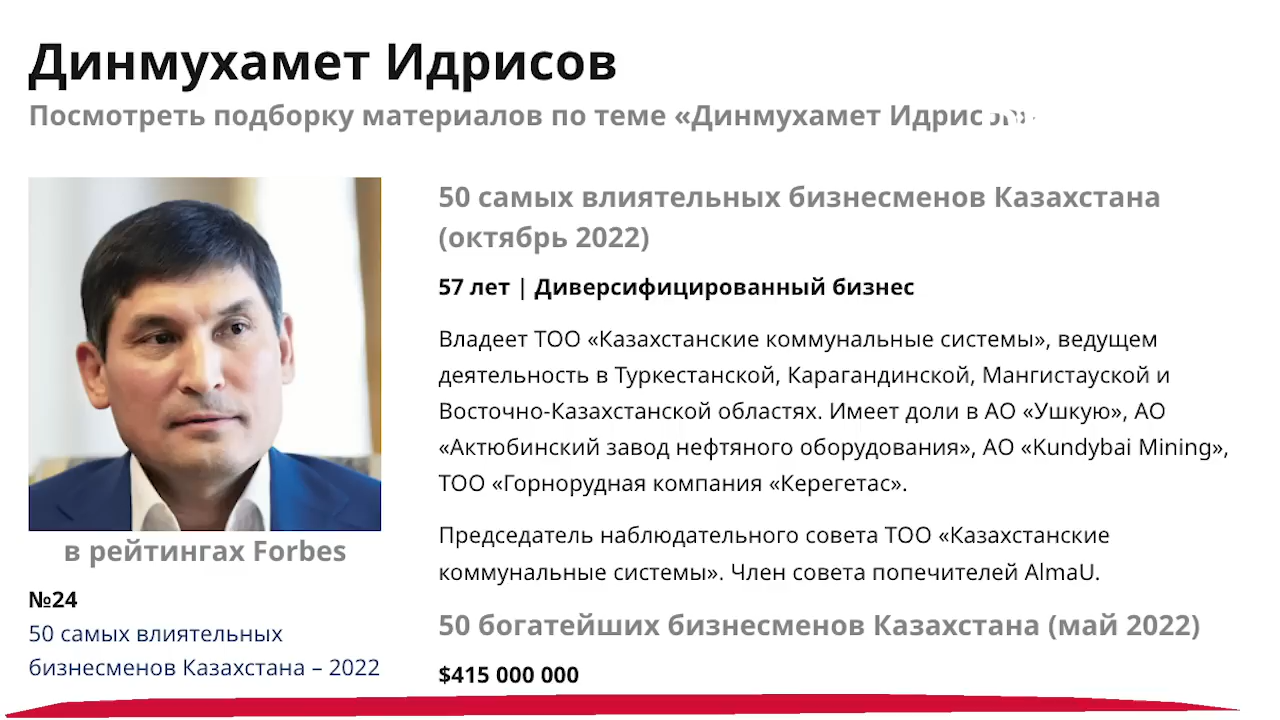 Динмухамет Идрисов
Посмотреть подборку материалов по теме «Динмухамет
50 самых влиятельных бизнесменов Казахстана
(октябрь 2022)
57 лет | Диверсифицированный бизнес
Владеет ТОО «Казахстанские коммунальные системы», ведущем
деятельность в Туркестанской, Карагандинской, Мангистауской и
Восточно-Казахстанской областях. Имеет доли в АО «Ушкую», АО
«Актюбинский завод нефтяного оборудования», АО «Kundybai Mining»,
ТОО «Горнорудная компания «Керегетас».
Председатель наблюдательного совета ТОО «Казахстанские
коммунальные системы». Член совета попечителей AlmaU.
50 богатейших бизнесменов Казахстана (май 2022)
$415 000 000
в рейтингах Forbes
№24
50 самых влиятельных
бизнесменов Казахстана – 2022